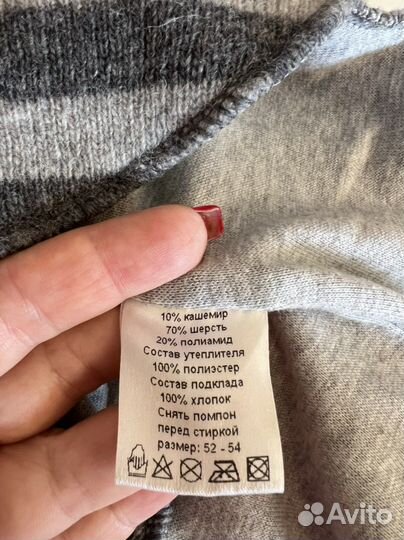 10% кашемир
70% шерсть
20% полиамид
Состав утеплителя
100% полиэстер
Состав подклада
100% хлопок
Снять помпон
перед стиркой
размер: 52 - 54
Avito